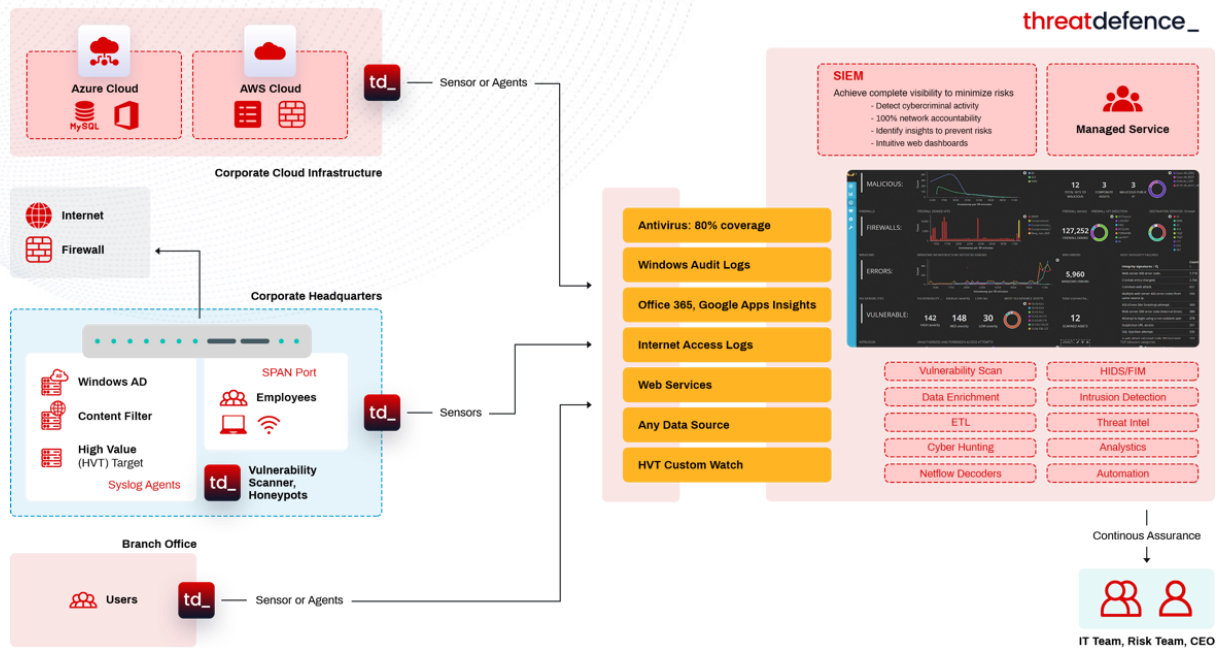 threatdefence_
Azure Cloud
MySQL
AWS Cloud
td_
Sensor or Agents
Corporate Cloud Infrastructure
Internet
Firewall
Corporate Headquarters
Windows AD
Content Filter
High Value
(HVT) Target
Syslog Agents
SPAN Port
Employees
td_
Vulnerability
Scanner,
Honeypots
td_
Sensors
Branch Office
Users
td_
Sensor or Agents
Antivirus: 80% coverage
Windows Audit Logs
Office 365, Google Apps Insights
Internet Access Logs
Web Services
Any Data Source
HVT Custom Watch
SIEM
Achieve complete visibility to minimize risks
- Detect cybercriminal activity
- 100% network accountability
- Identify insights to prevent risks
- Intuitive web dashboards
Managed Service
MALICIOUS:
12
3
3
FIREWALLS:
127,252
ERRORS:
5,960
VULNERABLE:
142
148
30
12
Vulnerability Scan
HIDS/FIM
Data Enrichment
Intrusion Detection
ETL
Threat Intel
Cyber Hunting
Analystics
Netflow Decoders
Automation
Continous Assurance
IT Team, Risk Team, CEO